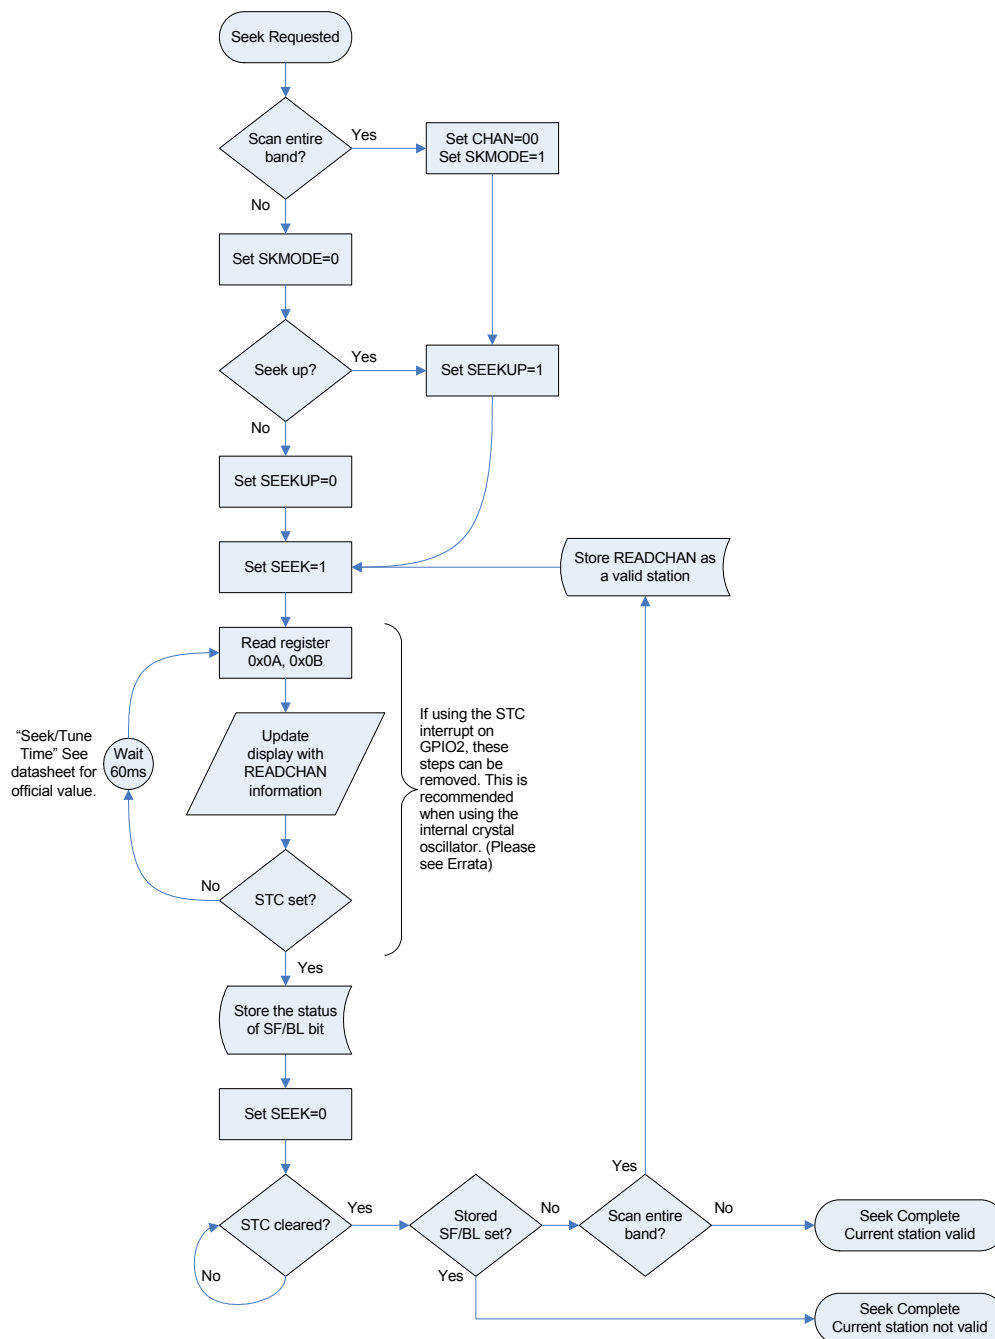 Seek Requested
Scan entire
band?
Yes
Set CHAN=00
Set SKMODE=1
No
Set SKMODE=0
Seek up?
Yes
Set SEEKUP=1
No
Set SEEKUP=0
Set SEEK=1
Store READCHAN as
a valid station
Read register
0x0A, 0x0B
“Seek/Tune
Time” See
datasheet for
official value.
Wait
60ms
Update
display with
READCHAN
information
If using the STC
interrupt on
GPIO2, these
steps can be
removed. This is
recommended
when using the
internal crystal
oscillator. (Please
see Errata)
No
STC set?
Yes
Store the status
of SF/BL bit
Set SEEK=0
STC cleared?
Yes
No
Stored
SF/BL set?
No
Yes
Scan entire
band?
Yes
No
Seek Complete
Current station valid
Seek Complete
Current station not valid